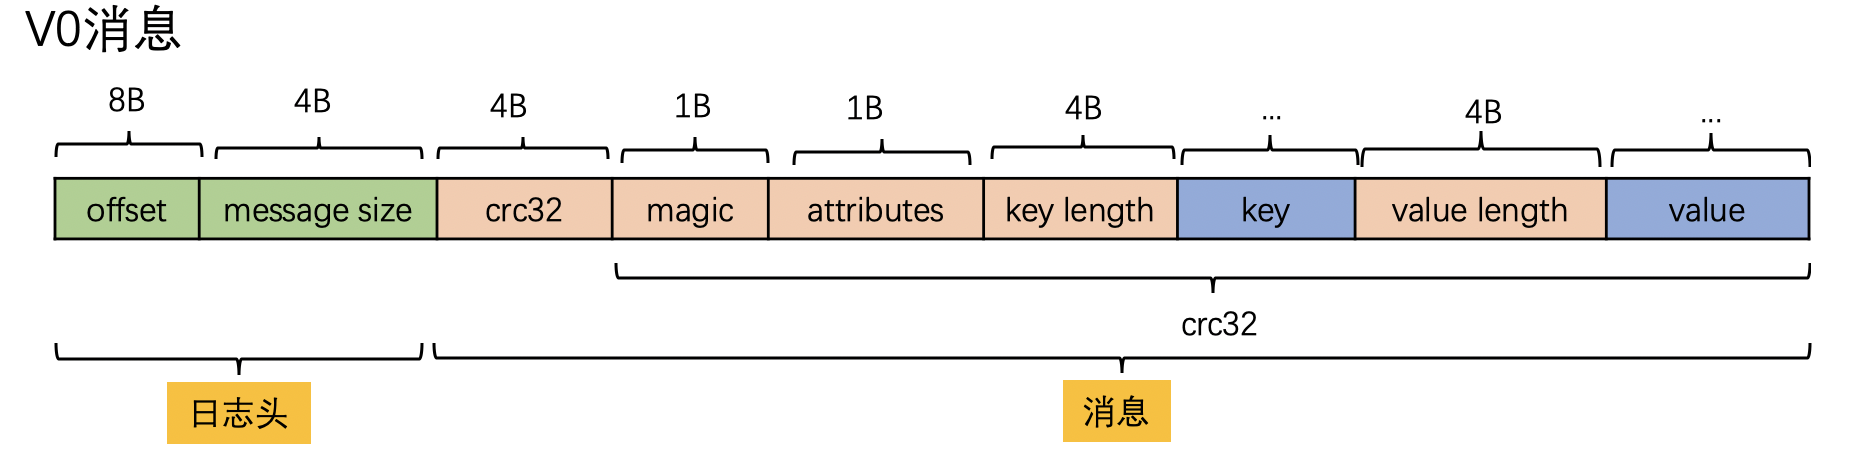 V0消息
8B 4B 4B 1B 1B 4B ... 4B ...
offset message size crc32 magic attributes key length key value length value
crc32
日志头 消息